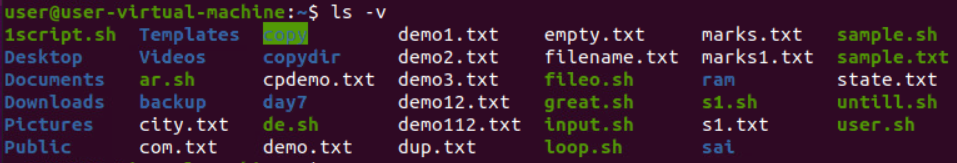 user@user-virtual-machine:~$ ls -v
1script.sh Templates copy demo1.txt empty.txt marks.txt sample.sh
Desktop Videos copydir demo2.txt filename.txt marks1.txt sample.txt
Documents ar.sh cpdemo.txt demo3.txt fileo.sh ram state.txt
Downloads backup day7 demo12.txt great.sh s1.sh untill.sh
Pictures city.txt de.sh demo112.txt input.sh s1.txt user.sh
Public com.txt demo.txt dup.txt loop.sh sai